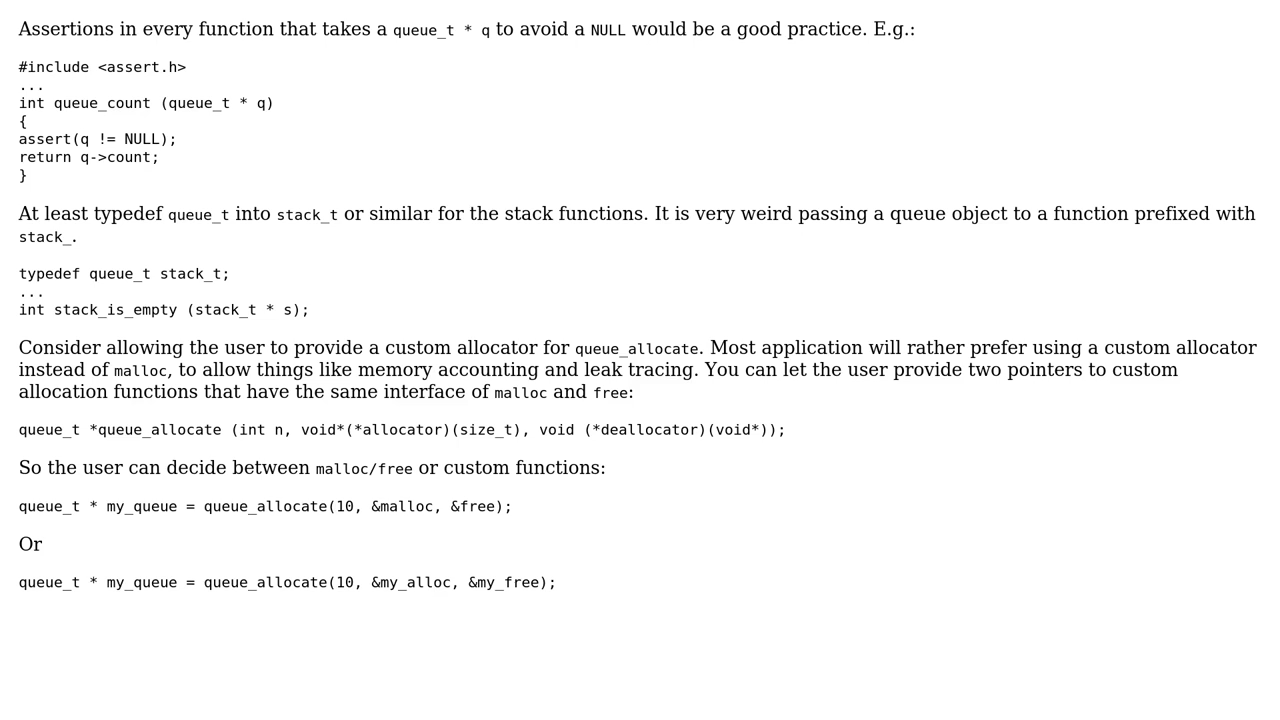 Assertions in every function that takes a queue_t * q to avoid a NULL would be a good practice. E.g.:
#include <assert.h>
...
int queue_count (queue_t * q)
{
assert(q != NULL);
return q->count;
}
At least typedef queue_t into stack_t or similar for the stack functions. It is very weird passing a queue object to a function prefixed with
stack_.
typedef queue_t stack_t;
...
int stack_is_empty (stack_t * s);
Consider allowing the user to provide a custom allocator for queue_allocate. Most application will rather prefer using a custom allocator
instead of malloc, to allow things like memory accounting and leak tracing. You can let the user provide two pointers to custom
allocation functions that have the same interface of malloc and free:
queue_t *queue_allocate (int n, void*(*allocator)(size_t), void (*deallocator)(void*));
So the user can decide between malloc/free or custom functions:
queue_t * my_queue = queue_allocate(10, &malloc, &free);
Or
queue_t * my_queue = queue_allocate(10, &my_alloc, &my_free);